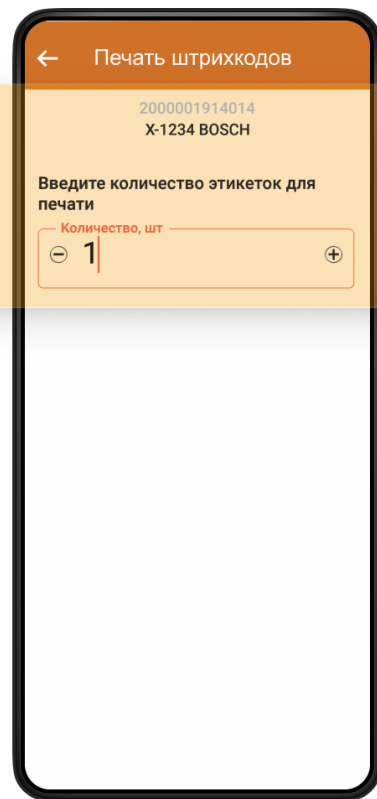 Печать штрихкодов
2000001914014
X-1234 BOSCH
Введите количество этикеток для
печати
Количество, шт
1